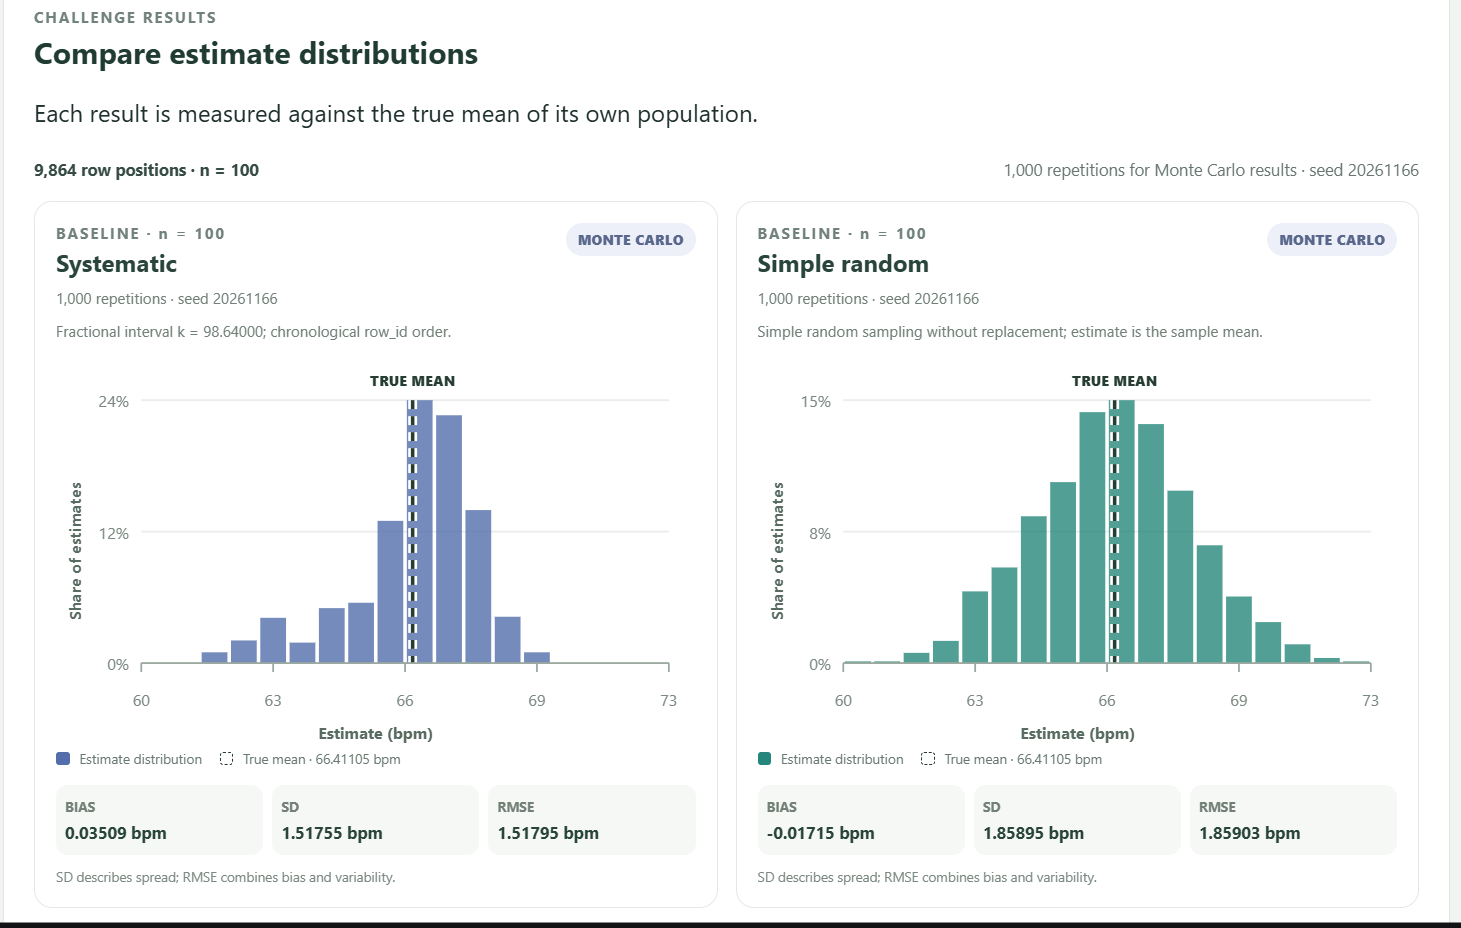 CHALLENGE RESULTS
Compare estimate distributions
Each result is measured against the true mean of its own population.
9,864 row positions · n = 100
1,000 repetitions for Monte Carlo results · seed 20261166
BASELINE · n = 100
MONTE CARLO
Systematic
1,000 repetitions · seed 20261166
Fractional interval k = 98.64000; chronological row_id order.
TRUE MEAN
24%
12%
0%
Share of estimates
60 63 66 69 73
Estimate (bpm)
Estimate distribution True mean · 66.41105 bpm
BIAS
0.03509 bpm
SD
1.51755 bpm
RMSE
1.51795 bpm
SD describes spread; RMSE combines bias and variability.
BASELINE · n = 100
MONTE CARLO
Simple random
1,000 repetitions · seed 20261166
Simple random sampling without replacement; estimate is the sample mean.
TRUE MEAN
15%
8%
0%
Share of estimates
60 63 66 69 73
Estimate (bpm)
Estimate distribution True mean · 66.41105 bpm
BIAS
-0.01715 bpm
SD
1.85895 bpm
RMSE
1.85903 bpm
SD describes spread; RMSE combines bias and variability.